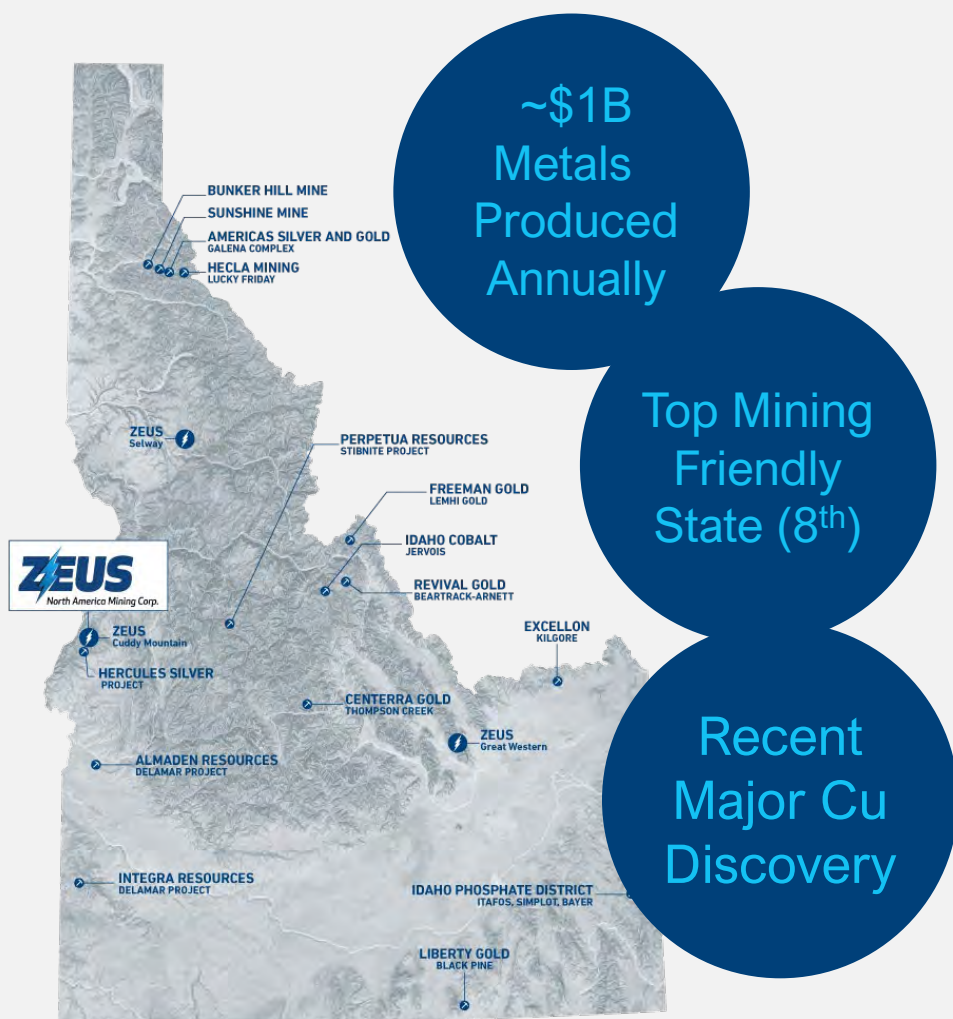 ~$1B
Metals
Produced
Annually
Top Mining
Friendly
State (8th)
Recent
Major Cu
Discovery
BUNKER HILL MINE
SUNSHINE MINE
AMERICAS SILVER AND GOLD
GALENA COMPLEX
HECLA MINING
LUCKY FRIDAY
ZEUS
Selway
PERPETUA RESOURCES
STIBNITE PROJECT
FREEMAN GOLD
LEMHI GOLD
IDAHO COBALT
JERVOIS
REVIVAL GOLD
BEARTRACK-ARNETT
ZEUS
North America Mining Corp.
ZEUS
Cuddy Mountain
HERCULES SILVER
PROJECT
EXCELLON
KILGORE
CENTERRA GOLD
THOMPSON CREEK
ZEUS
Great Western
ALMADEN RESOURCES
DELAMAR PROJECT
INTEGRA RESOURCES
DELAMAR PROJECT
IDAHO PHOSPHATE DISTRICT
ITAFOS, SIMPLOT, BAYER
LIBERTY GOLD
BLACK PINE